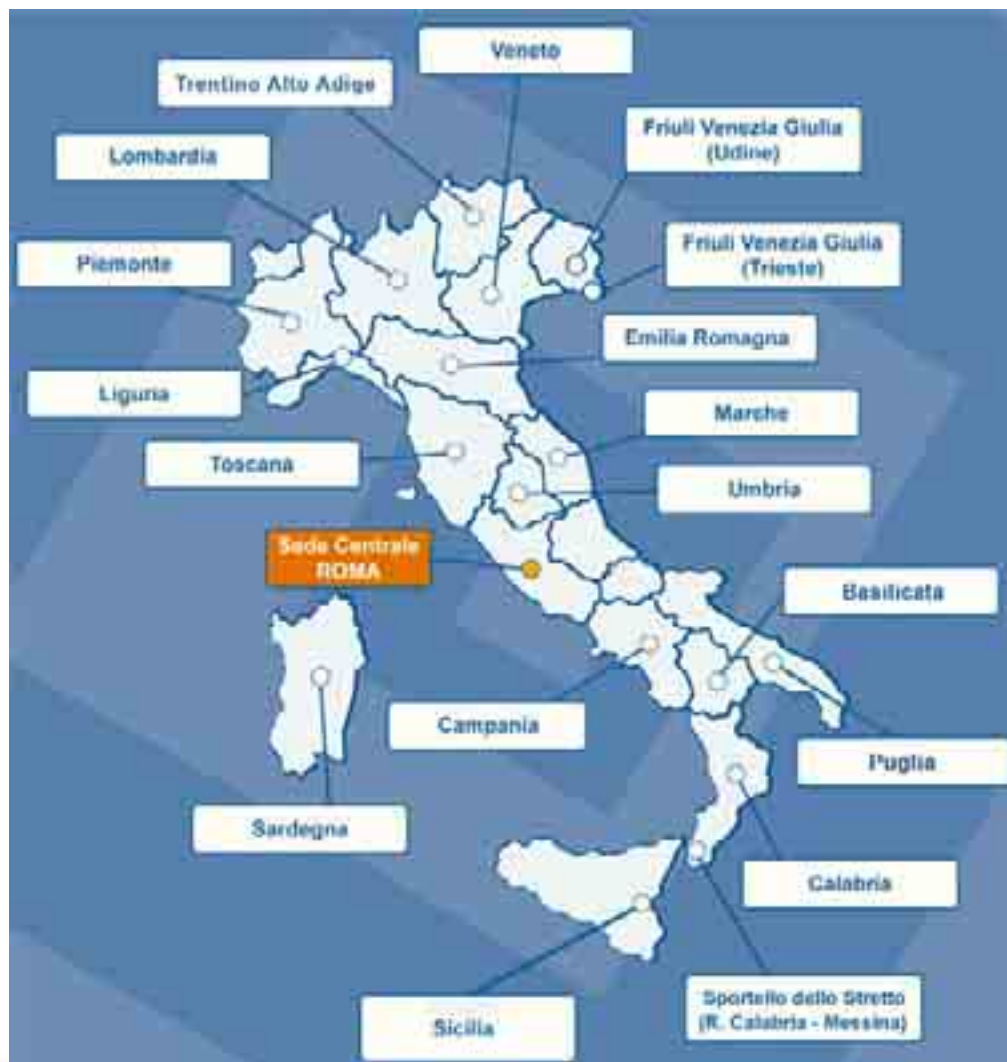 Veneto
Trentino Alto Adige
Friuli Venezia Giulia
(Udine)
Lombardia
Friuli Venezia Giulia
(Trieste)
Piemonte
Emilia Romagna
Liguria
Marche
Toscana
Umbria
Sede Centrale
ROMA
Basilicata
Campania
Puglia
Sardegna
Calabria
Sportello dello Stretto
(R. Calabria - Messina)
Sicilia